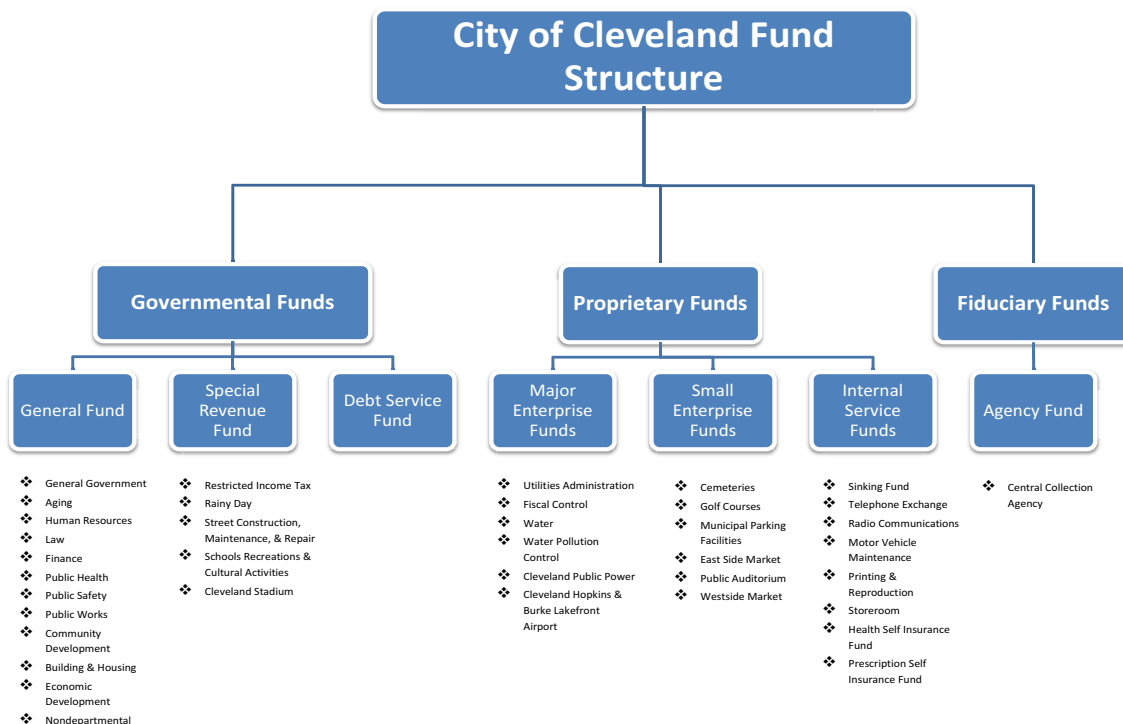 City of Cleveland Fund
Structure
Governmental Funds
Proprietary Funds
Fiduciary Funds
General Fund
Special
Revenue
Fund
Debt Service
Fund
Major
Enterprise
Funds
Small
Enterprise
Funds
Internal
Service
Funds
Agency Fund
❖ General Government
❖ Aging
❖ Human Resources
❖ Law
❖ Finance
❖ Public Health
❖ Public Safety
❖ Public Works
❖ Community
Development
❖ Building & Housing
❖ Economic
Development
❖ Nondepartmental
❖ Restricted Income Tax
❖ Rainy Day
❖ Street Construction,
Maintenance, & Repair
❖ Schools Recreations &
Cultural Activities
❖ Cleveland Stadium
❖ Utilities Administration
❖ Fiscal Control
❖ Water
❖ Water Pollution
Control
❖ Cleveland Public Power
❖ Cleveland Hopkins &
Burke Lakefront
Airport
❖ Cemeteries
❖ Golf Courses
❖ Municipal Parking
Facilities
❖ East Side Market
❖ Public Auditorium
❖ Westside Market
❖ Sinking Fund
❖ Telephone Exchange
❖ Radio Communications
❖ Motor Vehicle
Maintenance
❖ Printing &
Reproduction
❖ Storeroom
❖ Health Self Insurance
Fund
❖ Prescription Self
Insurance Fund
❖ Central Collection
Agency